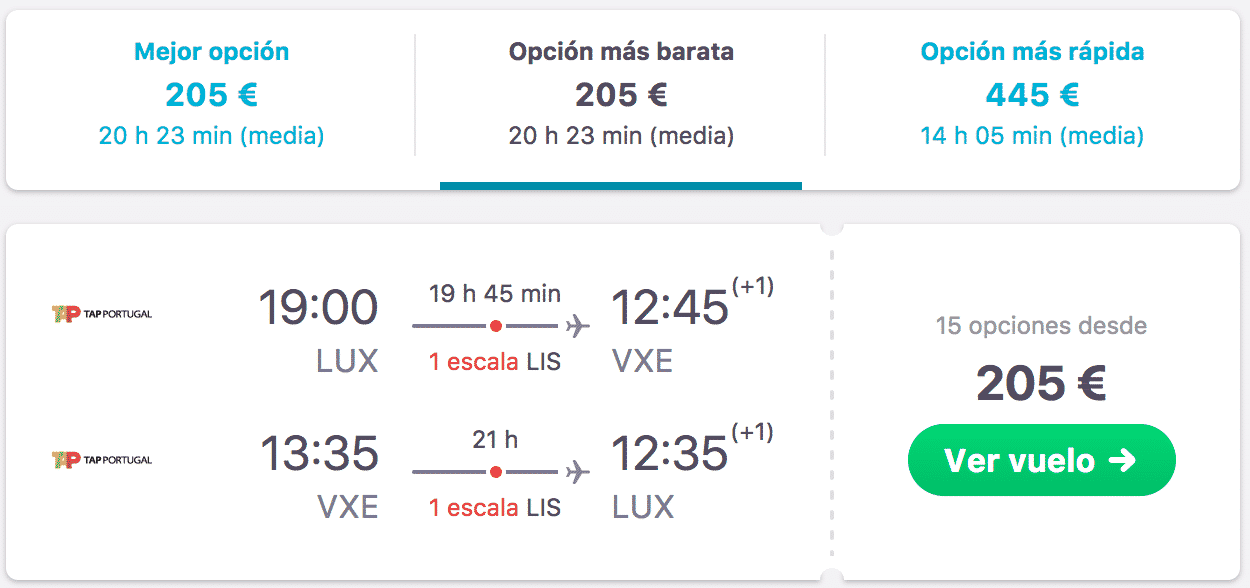 Mejor opción
205 €
20 h 23 min (media)
Opción más barata
205 €
20 h 23 min (media)
Opción más rápida
445 €
14 h 05 min (media)
TAP TAP PORTUGAL
19:00
LUX
19 h 45 min
1 escala LIS
12:45 (+1)
VXE
TAP TAP PORTUGAL
13:35
VXE
21 h
1 escala LIS
12:35 (+1)
LUX
15 opciones desde
205 €
Ver vuelo →